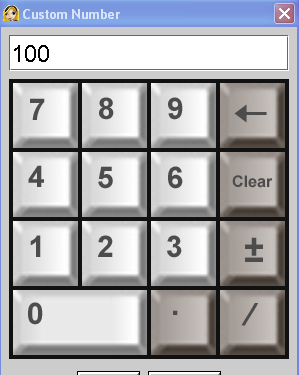 Custom Number
100
7 8 9 ←
4 5 6 Clear
1 2 3 ±
0 . /